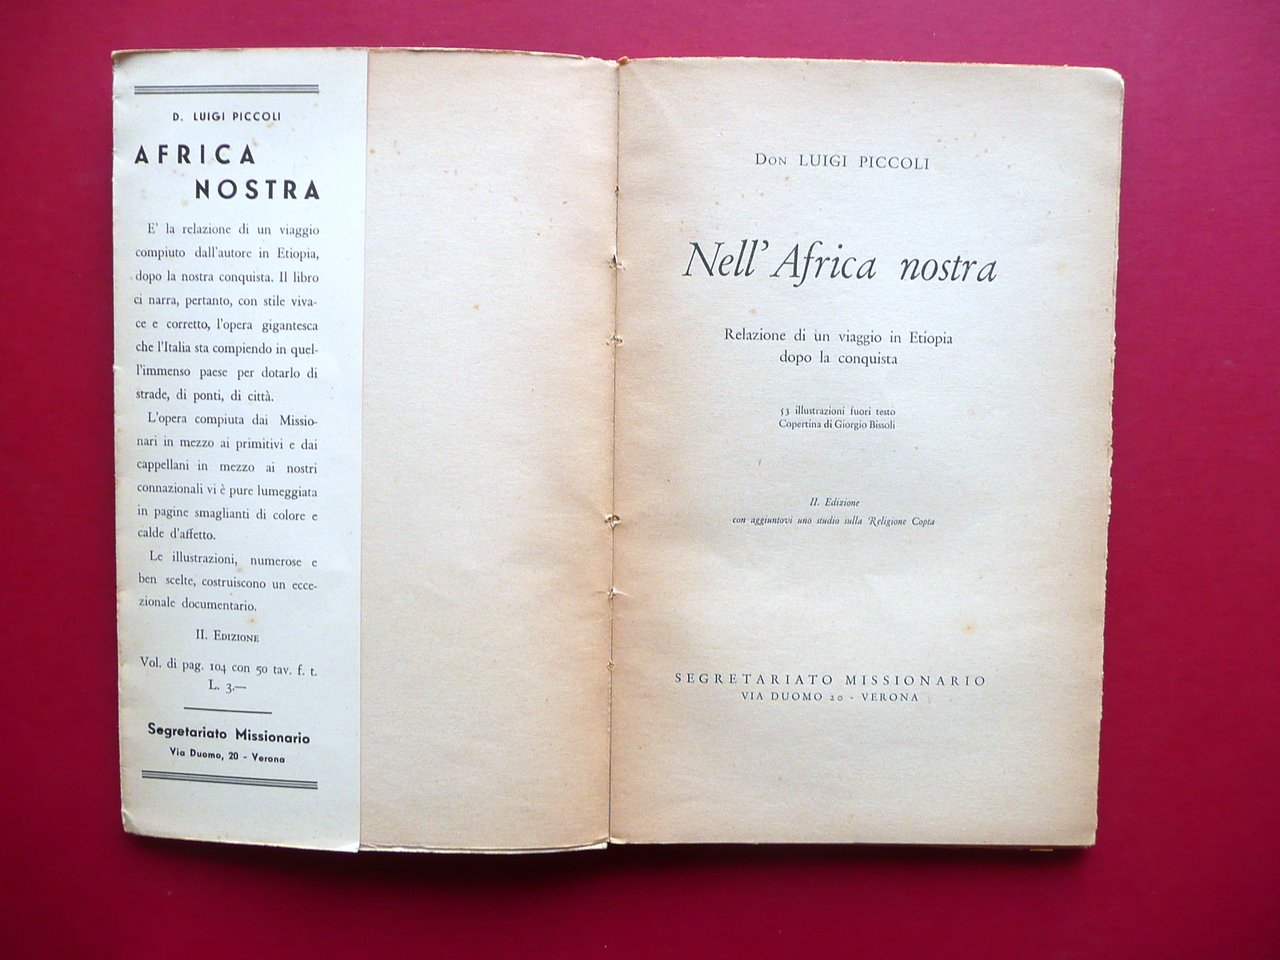 D. LUIGI PICCOLI
AFRICA
NOSTRA
E' la relazione di un viaggio
compiuto dall'autore in Etiopia,
dopo la nostra conquista. Il libro
ci narra, pertanto, con stile viva-
ce e corretto, l'opera gigantesca
che l'Italia sta compiendo in quel-
l'immenso paese per dotarlo di
strade, di ponti, di città.
L'opera compiuta dai Missio-
nari in mezzo ai primitivi e dai
cappellani in mezzo ai nostri
connazionali vi è pure lumeggiata
in pagine smaglianti di colore e
calde d'affetto.
Le illustrazioni, numerose e
ben scelte, costruiscono un ecce-
zionale documentario.
II. EDIZIONE
Vol. di pag. 104 con 50 tav. f. t.
L. 3.—
Segretariato Missionario
Via Duomo, 20 - Verona
DON LUIGI PICCOLI
Nell'Africa nostra
Relazione di un viaggio in Etiopia
dopo la conquista
53 illustrazioni fuori testo
Copertina di Giorgio Bissoli
II. Edizione
con aggiuntovi uno studio sulla Religione Copta
SEGRETARIATO MISSIONARIO
VIA DUOMO 20 - VERONA